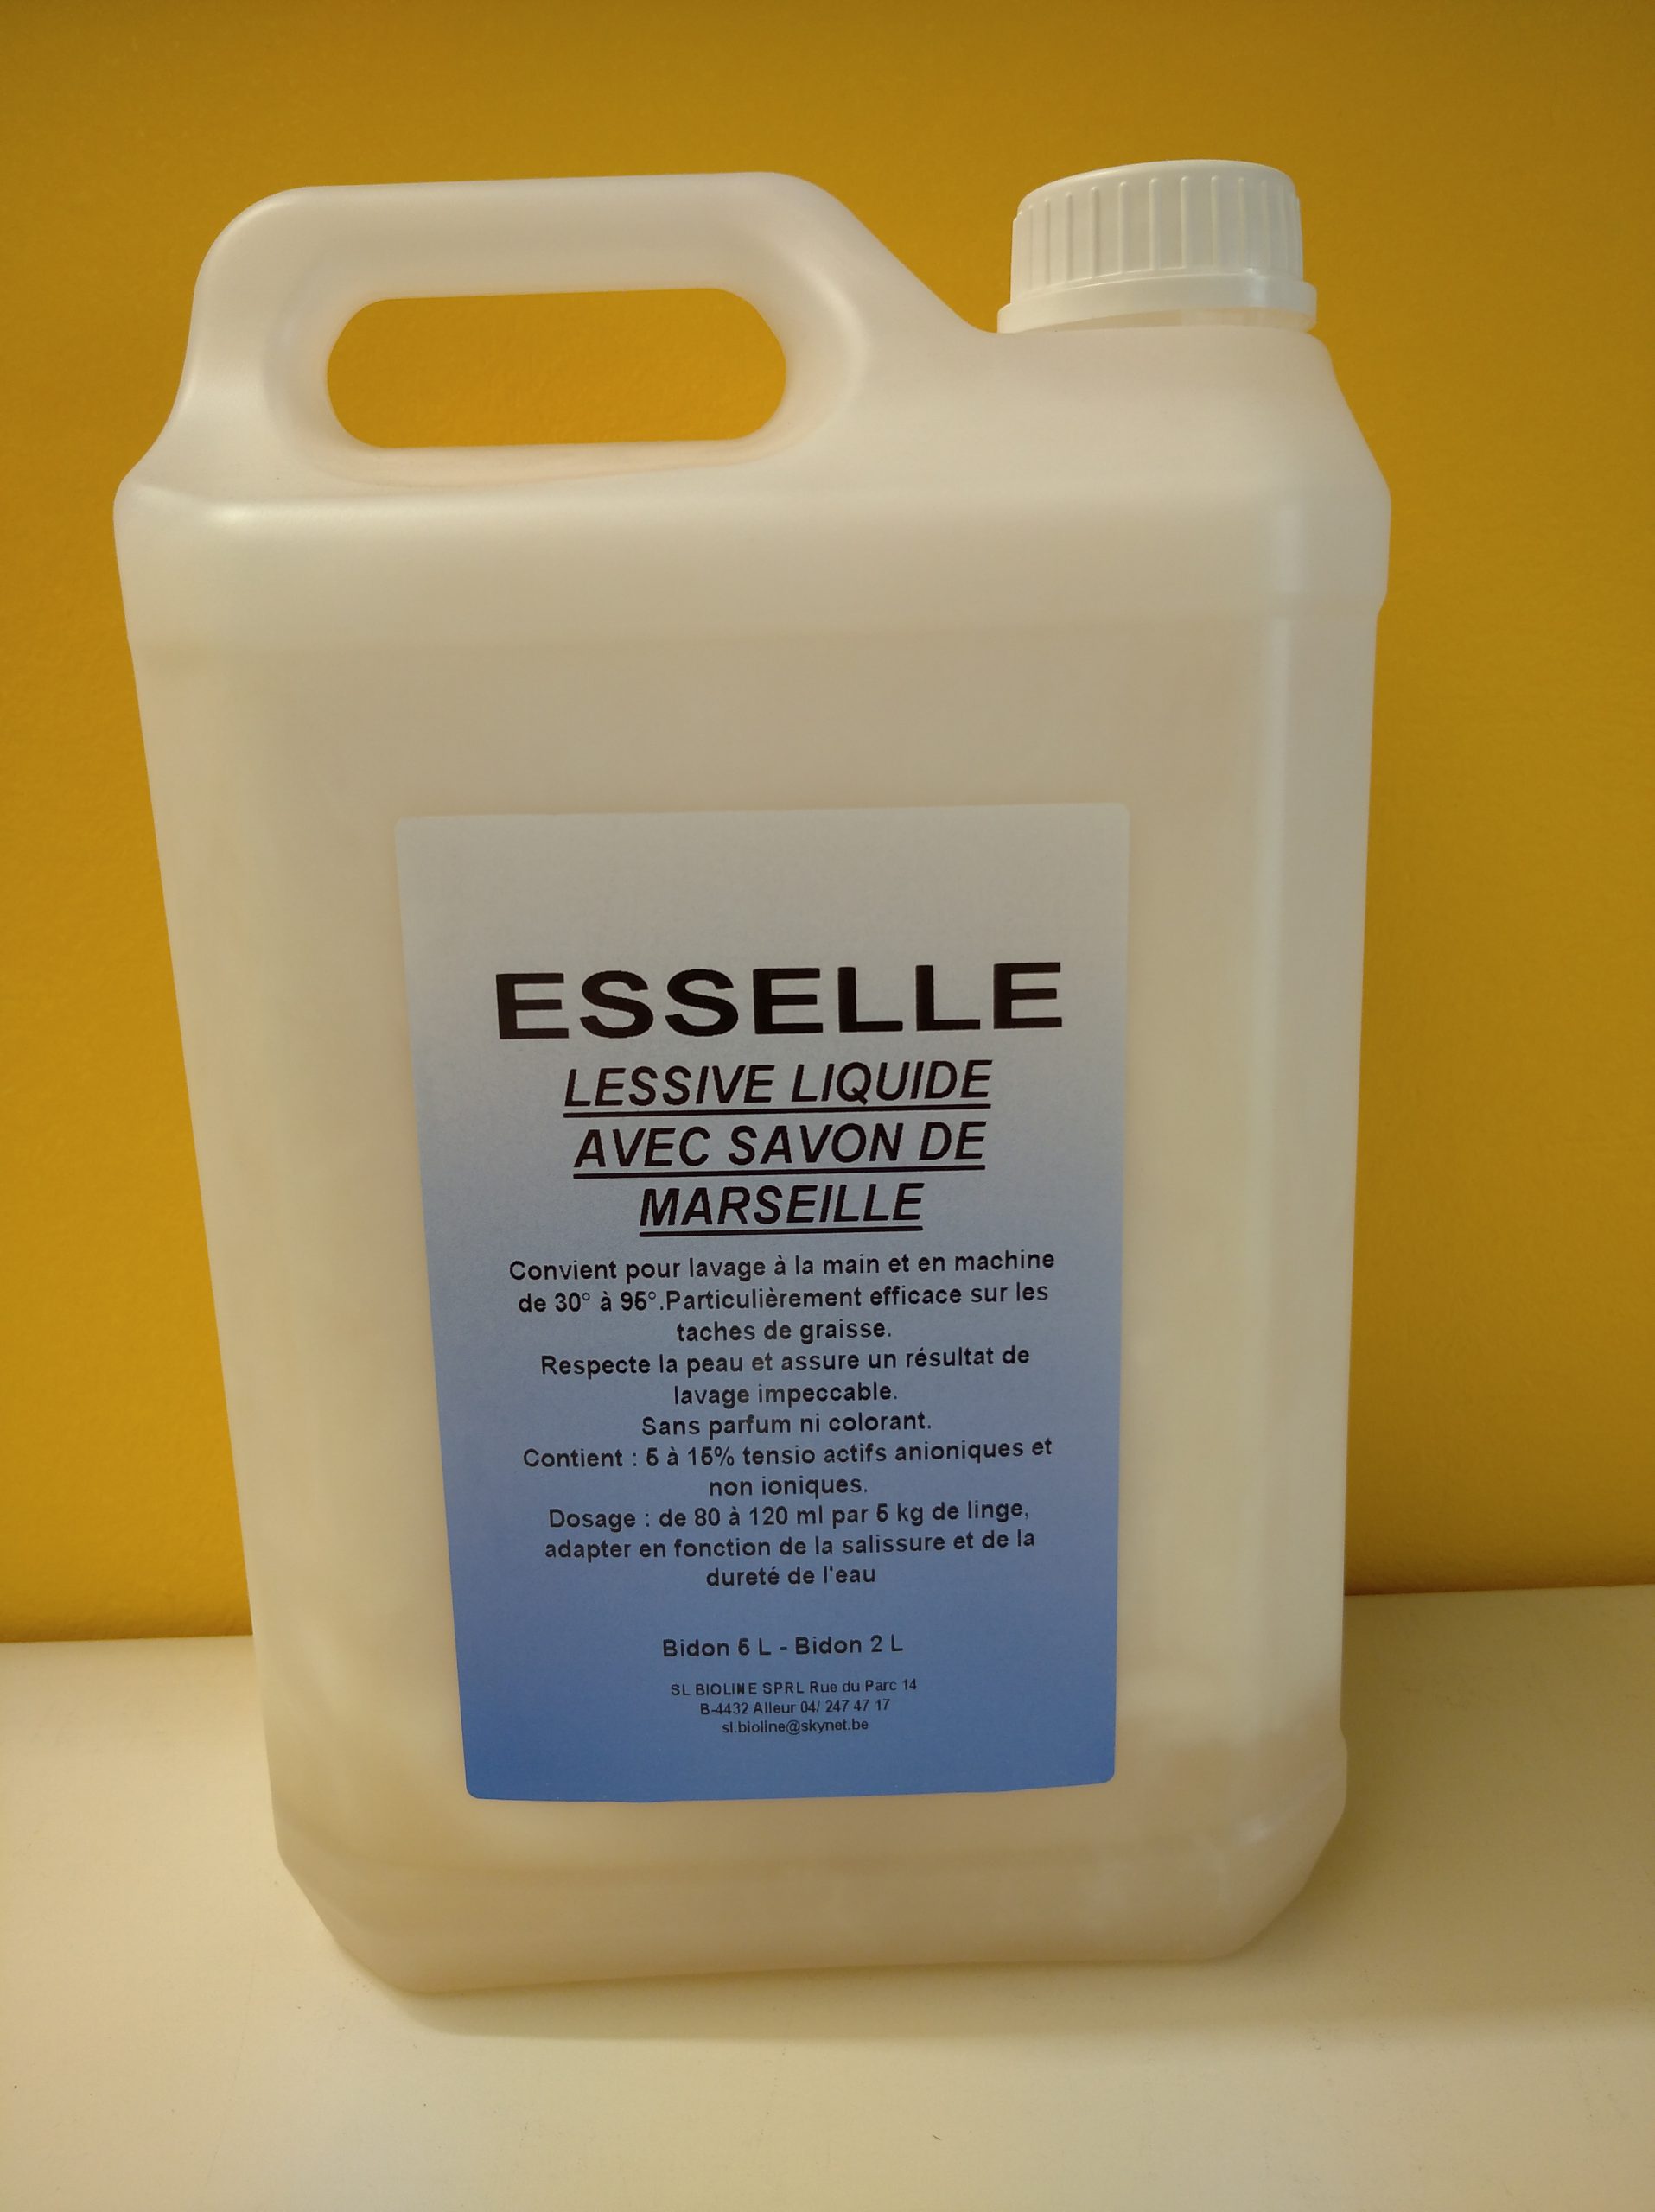 ESSELLE
LESSIVE LIQUIDE
AVEC SAVON DE
MARSEILLE
Convient pour lavage à la main et en machine
de 30° à 95°.Particulièrement efficace sur les
taches de graisse.
Respecte la peau et assure un résultat de
lavage impeccable.
Sans parfum ni colorant.
Contient : 5 à 15% tensio actifs anioniques et
non ioniques.
Dosage : de 80 à 120 ml par 5 kg de linge,
adapter en fonction de la salissure et de la
dureté de l'eau
Bidon 5 L - Bidon 2 L
SL BIOLINE SPRL Rue du Parc 14
B-4432 Alleur 04/ 247 47 17
sl.bioline@skynet.be